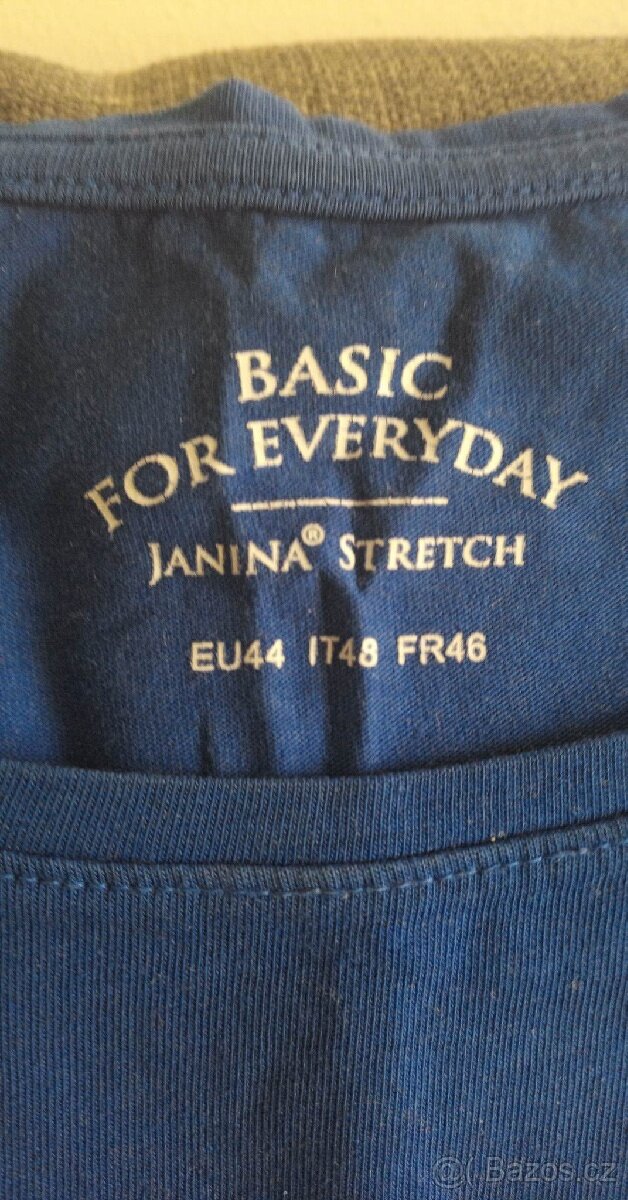 BASIC
FOR EVERYDAY
JANINA® STRETCH
EU44 IT48 FR46
Bazos.cz